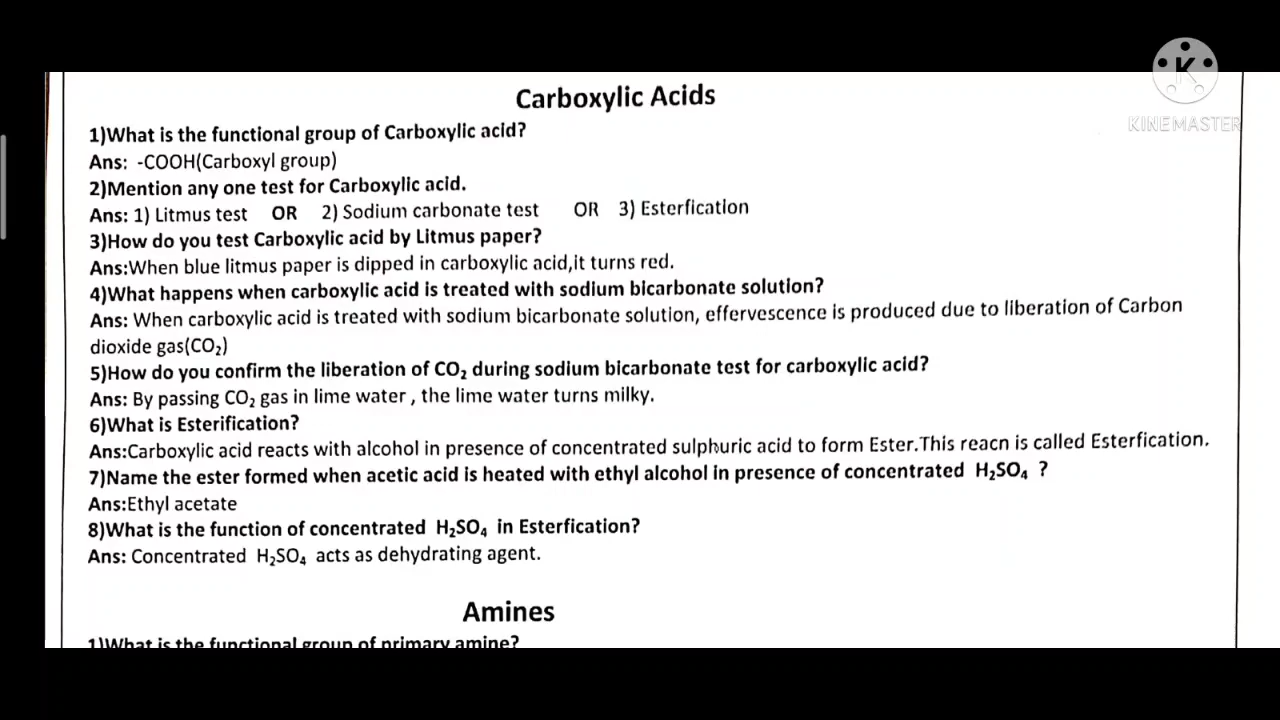 K
KINEMASTER
Carboxylic Acids
1)What is the functional group of Carboxylic acid?
Ans: -COOH(Carboxyl group)
2)Mention any one test for Carboxylic acid.
Ans: 1) Litmus test OR 2) Sodium carbonate test OR 3) Esterfication
3)How do you test Carboxylic acid by Litmus paper?
Ans:When blue litmus paper is dipped in carboxylic acid,it turns red.
4)What happens when carboxylic acid is treated with sodium bicarbonate solution?
Ans: When carboxylic acid is treated with sodium bicarbonate solution, effervescence is produced due to liberation of Carbon
dioxide gas(CO₂)
5)How do you confirm the liberation of CO₂ during sodium bicarbonate test for carboxylic acid?
Ans: By passing CO₂ gas in lime water , the lime water turns milky.
6)What is Esterification?
Ans:Carboxylic acid reacts with alcohol in presence of concentrated sulphuric acid to form Ester.This reacn is called Esterfication.
7)Name the ester formed when acetic acid is heated with ethyl alcohol in presence of concentrated H₂SO₄ ?
Ans:Ethyl acetate
8)What is the function of concentrated H₂SO₄ in Esterfication?
Ans: Concentrated H₂SO₄ acts as dehydrating agent.
Amines
1)What is the functional group of primary amine?